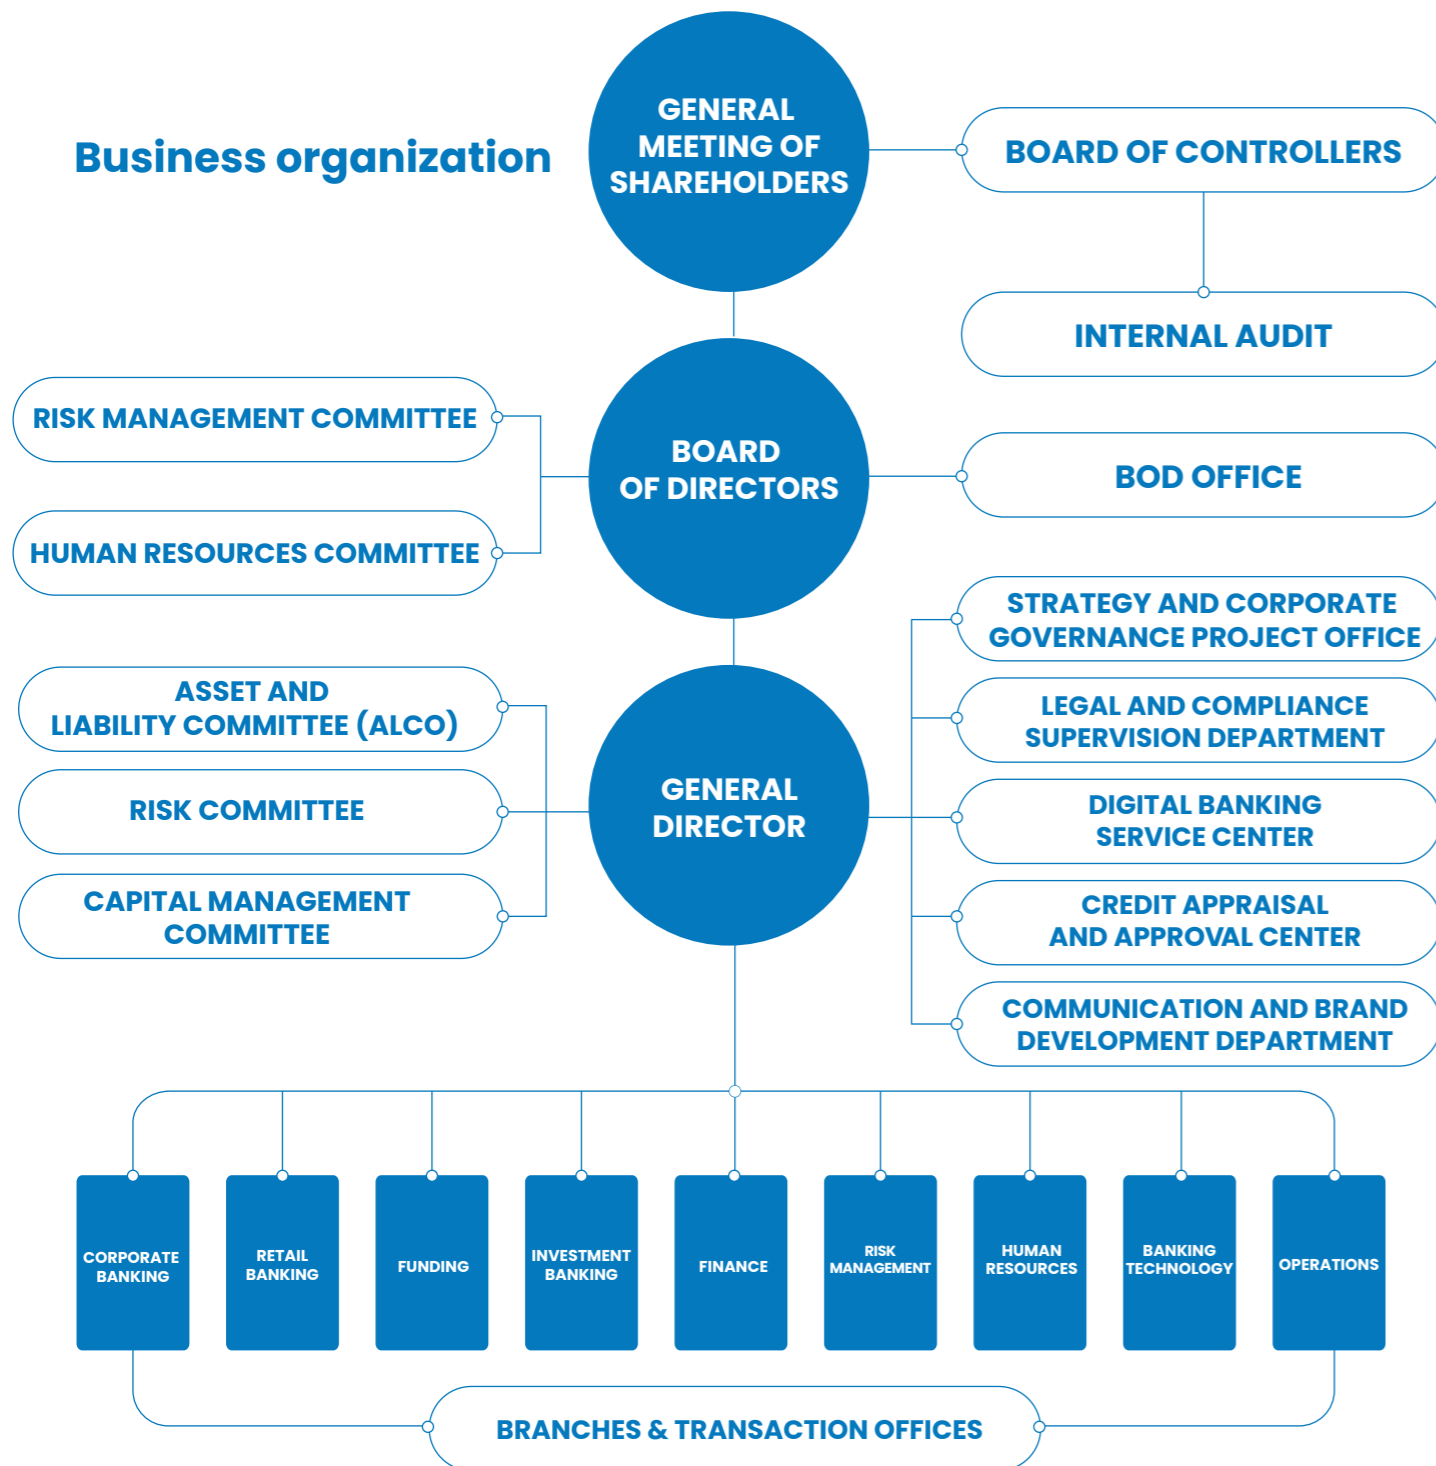 Business organization
GENERAL
MEETING OF
SHAREHOLDERS
BOARD OF CONTROLLERS
INTERNAL AUDIT
RISK MANAGEMENT COMMITTEE
HUMAN RESOURCES COMMITTEE
BOARD
OF DIRECTORS
BOD OFFICE
ASSET AND
LIABILITY COMMITTEE (ALCO)
RISK COMMITTEE
CAPITAL MANAGEMENT
COMMITTEE
GENERAL
DIRECTOR
STRATEGY AND CORPORATE
GOVERNANCE PROJECT OFFICE
LEGAL AND COMPLIANCE
SUPERVISION DEPARTMENT
DIGITAL BANKING
SERVICE CENTER
CREDIT APPRAISAL
AND APPROVAL CENTER
COMMUNICATION AND BRAND
DEVELOPMENT DEPARTMENT
CORPORATE
BANKING
RETAIL
BANKING
FUNDING
INVESTMENT
BANKING
FINANCE
RISK
MANAGEMENT
HUMAN
RESOURCES
BANKING
TECHNOLOGY
OPERATIONS
BRANCHES & TRANSACTION OFFICES